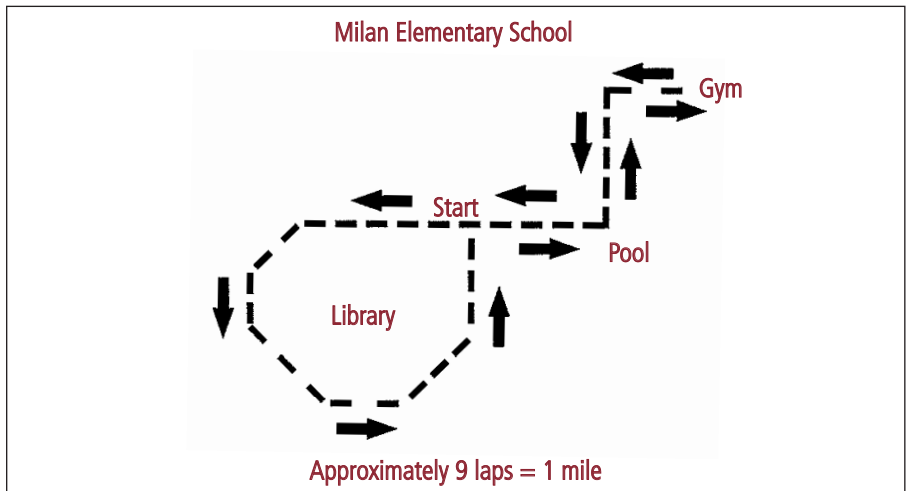 Milan Elementary School
Gym
Start
Pool
Library
Approximately 9 laps = 1 mile